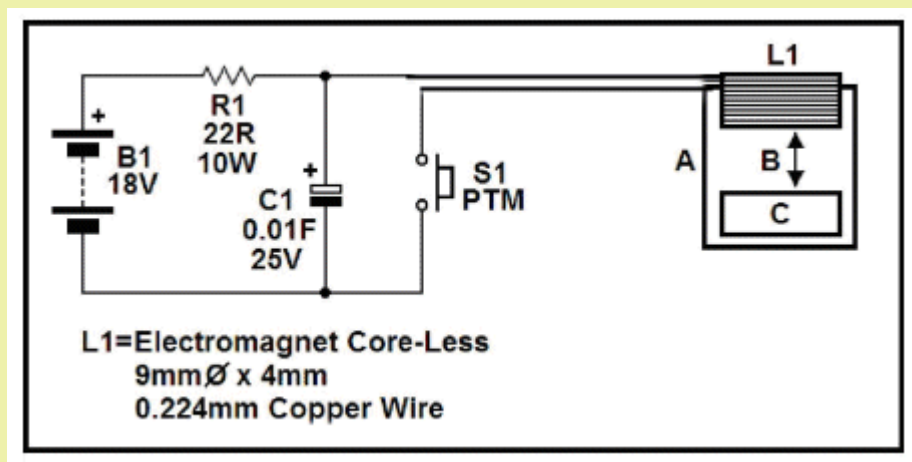 L1
+
R1
22R
10W
B1
18V
+
C1
0.01F
25V
S1
PTM
A
B
C
L1=Electromagnet Core-Less
9mmØ x 4mm
0.224mm Copper Wire